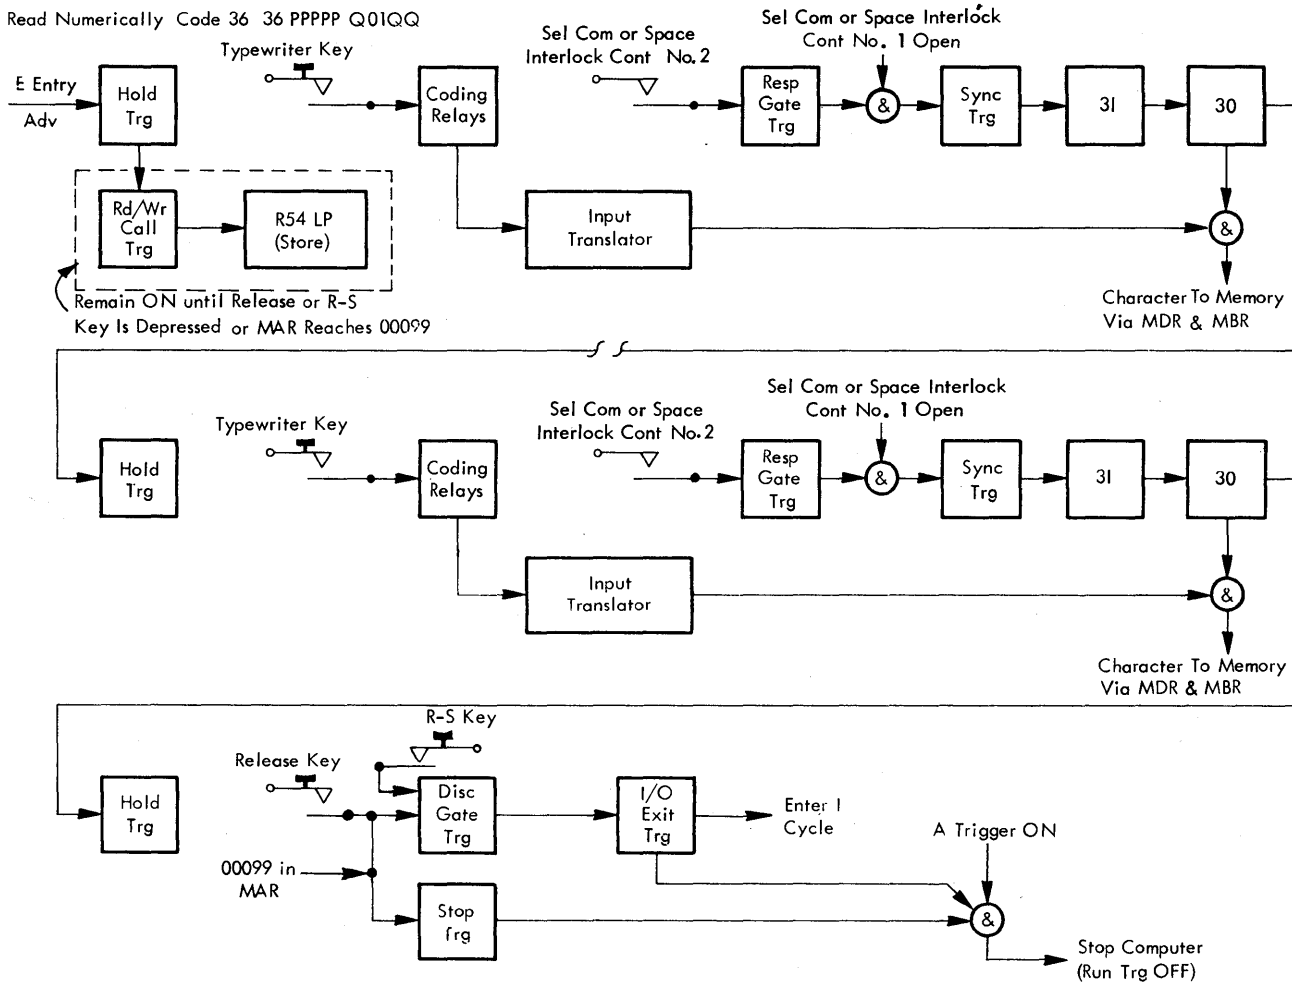 Read Numerically Code 36 36 PPPPP Q01QQ
E Entry
Adv
Hold
Trg
Typewriter Key
Coding
Relays
Sel Com or Space
Interlock Cont No.2
Sel Com or Space Interlock
Cont No. 1 Open
Resp
Gate
Trg
&
Sync
Trg
31
30
Rd/Wr
Call
Trg
R54 LP
(Store)
Input
Translator
&
Remain ON until Release or R-S
Key Is Depressed or MAR Reaches 00099
Character To Memory
Via MDR & MBR
Hold
Trg
Typewriter Key
Coding
Relays
Sel Com or Space
Interlock Cont No.2
Sel Com or Space Interlock
Cont No. 1 Open
Resp
Gate
Trg
&
Sync
Trg
31
30
Input
Translator
&
Character To Memory
Via MDR & MBR
Hold
Trg
Release Key
R-S Key
Disc
Gate
Trg
I/O
Exit
Trg
Enter I
Cycle
00099 in
MAR
Stop
Trg
A Trigger ON
&
Stop Computer
(Run Trg OFF)